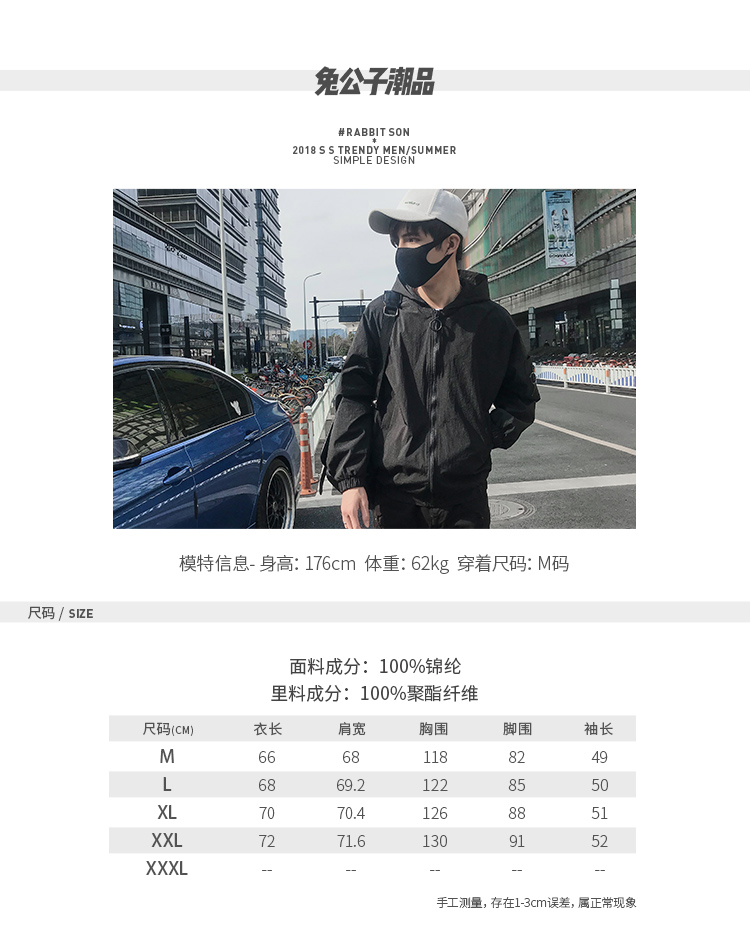 兔公子潮品
#RABBIT SON
*
2018 S S TRENDY MEN/SUMMER
SIMPLE DESIGN
模特信息- 身高：176cm 体重：62kg 穿着尺码：M码
尺码 / SIZE
面料成分：100%锦纶
里料成分：100%聚酯纤维
尺码(CM) 衣长 肩宽 胸围 脚围 袖长
M 66 68 118 82 49
L 68 69.2 122 85 50
XL 70 70.4 126 88 51
XXL 72 71.6 130 91 52
XXXL -- -- -- -- --
手工测量，存在1-3cm误差，属正常现象